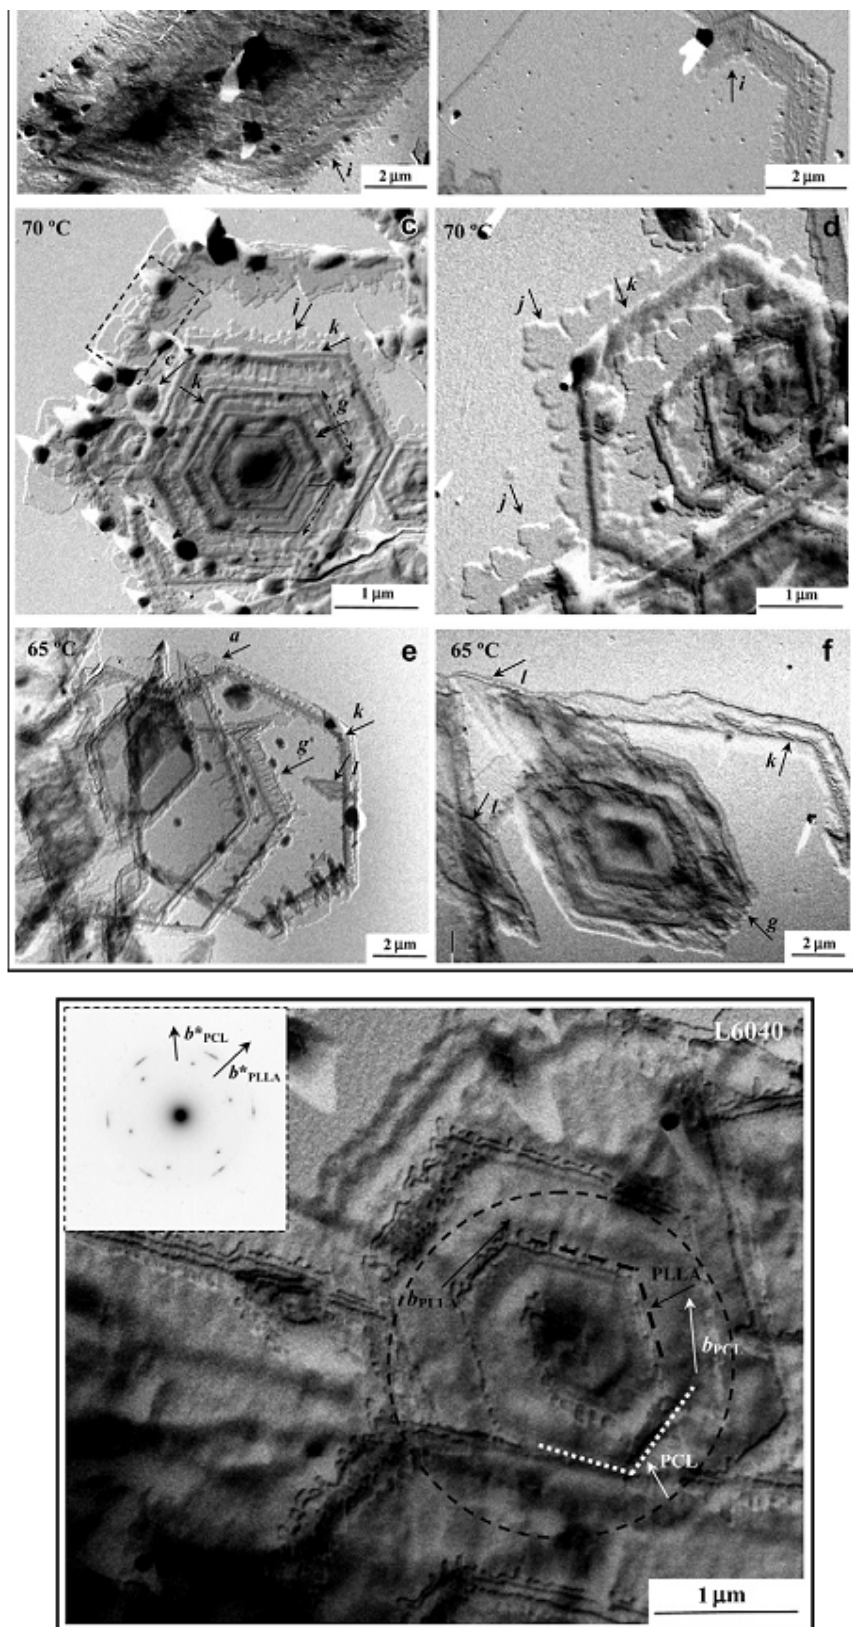 i
2 µm
i
2 µm
70 °C
c
j
k
c
k
g
1 µm
70 °C
d
k
j
j
1 µm
65 °C
e
a
k
g'
l
2 µm
65 °C
f
l
k
l
g
2 µm
b*PCL
b*PLLA
L6040
PLLA
bPLLA
bPCL
PCL
1 µm